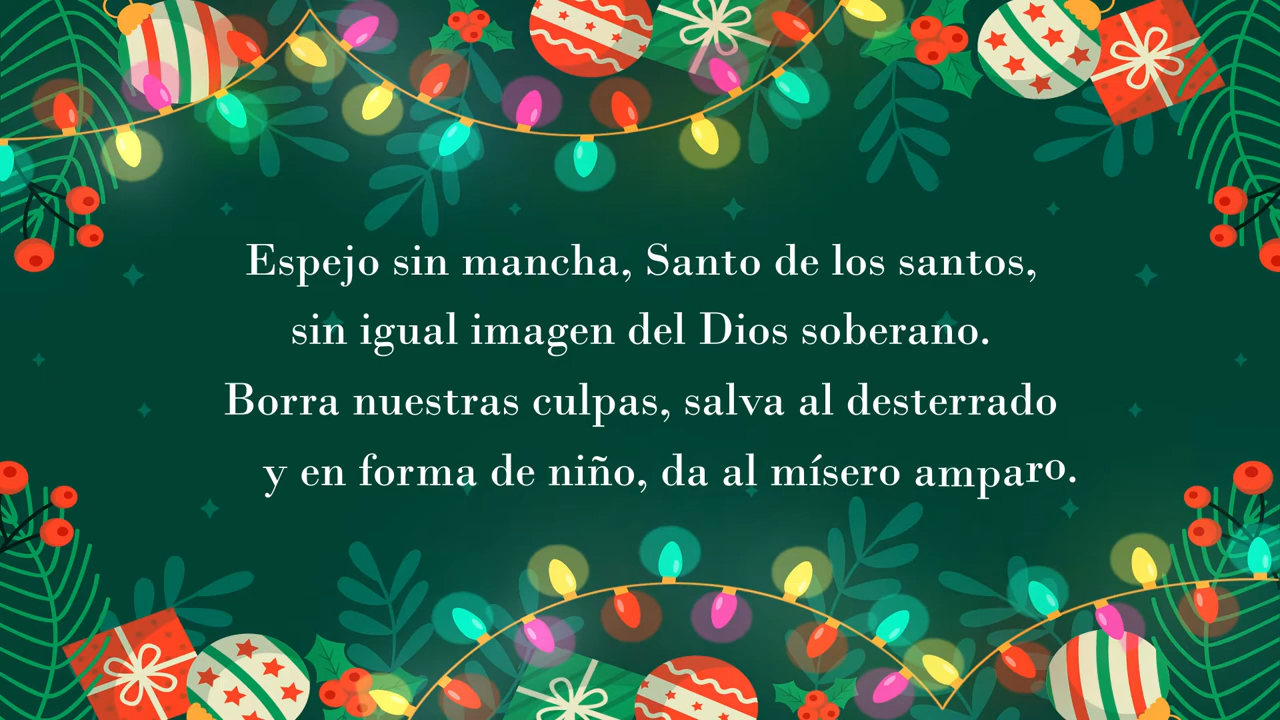 Espejo sin mancha, Santo de los santos,
sin igual imagen del Dios soberano.
Borra nuestras culpas, salva al desterrado
y en forma de niño, da al mísero amparo.